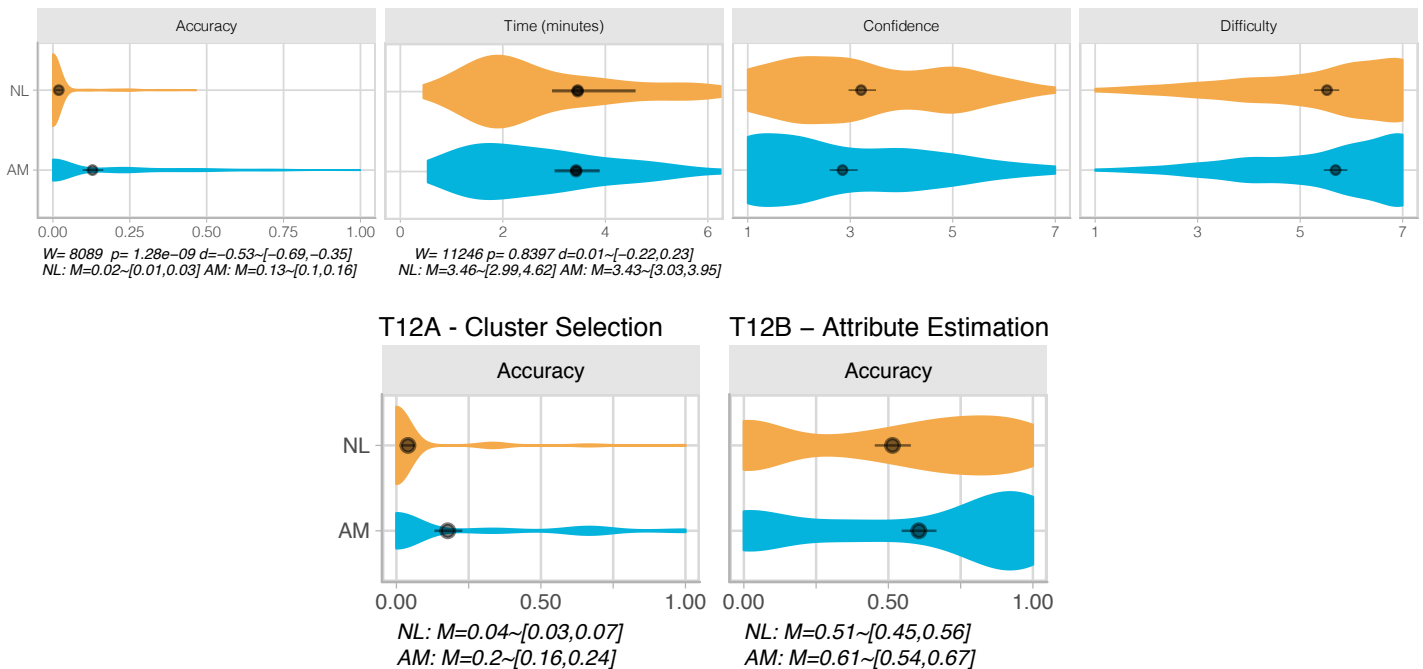 Accuracy
Time (minutes)
Confidence
Difficulty
NL
AM
0.00 0.25 0.50 0.75 1.00
0 2 4 6
1 3 5 7
1 3 5 7
W= 8089 p= 1.28e−09 d=−0.53~[−0.69,−0.35]
NL: M=0.02~[0.01,0.03] AM: M=0.13~[0.1,0.16]
W= 11246 p= 0.8397 d=0.01~[−0.22,0.23]
NL: M=3.46~[2.99,4.62] AM: M=3.43~[3.03,3.95]
T12A - Cluster Selection
T12B – Attribute Estimation
Accuracy
Accuracy
NL
AM
0.00 0.50 1.00
0.00 0.50 1.00
NL: M=0.04~[0.03,0.07]
AM: M=0.2~[0.16,0.24]
NL: M=0.51~[0.45,0.56]
AM: M=0.61~[0.54,0.67]